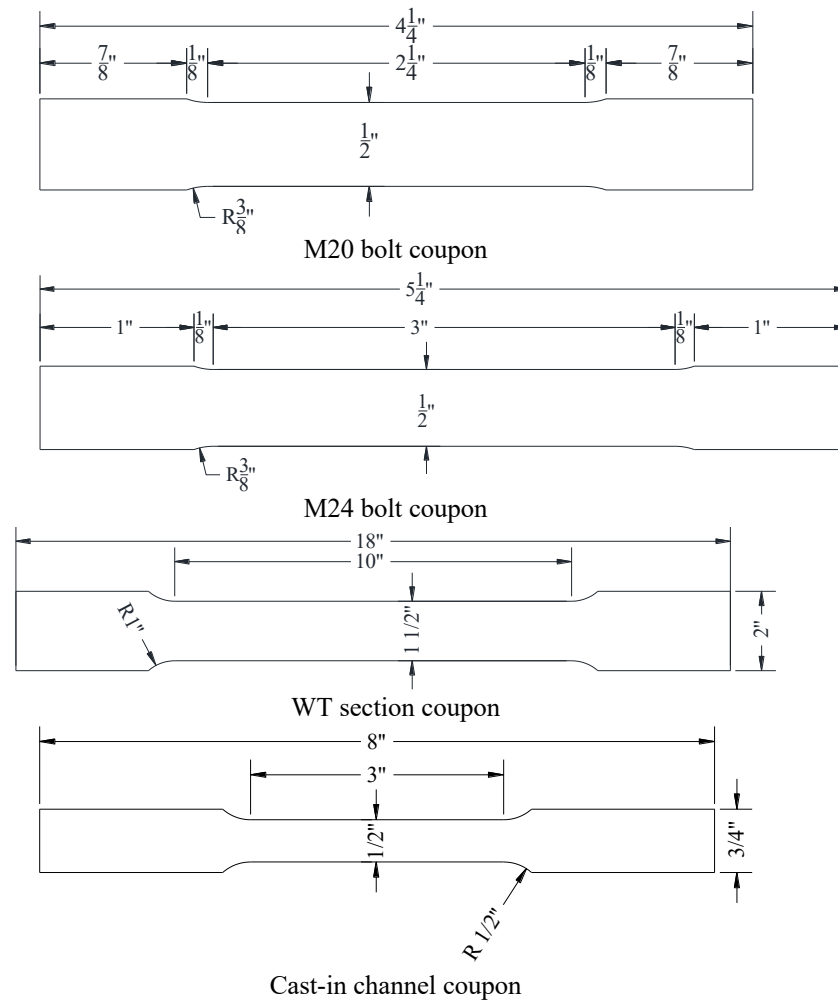 4 1/4"
7/8" 1/8" 2 1/4" 1/8" 7/8"
1/2"
R3/8"
M20 bolt coupon
5 1/4"
1" 1/8" 3" 1/8" 1"
1/2"
R3/8"
M24 bolt coupon
18"
10"
R1" 1 1/2" 2"
WT section coupon
8"
3"
1/2" 3/4"
R 1/2"
Cast-in channel coupon